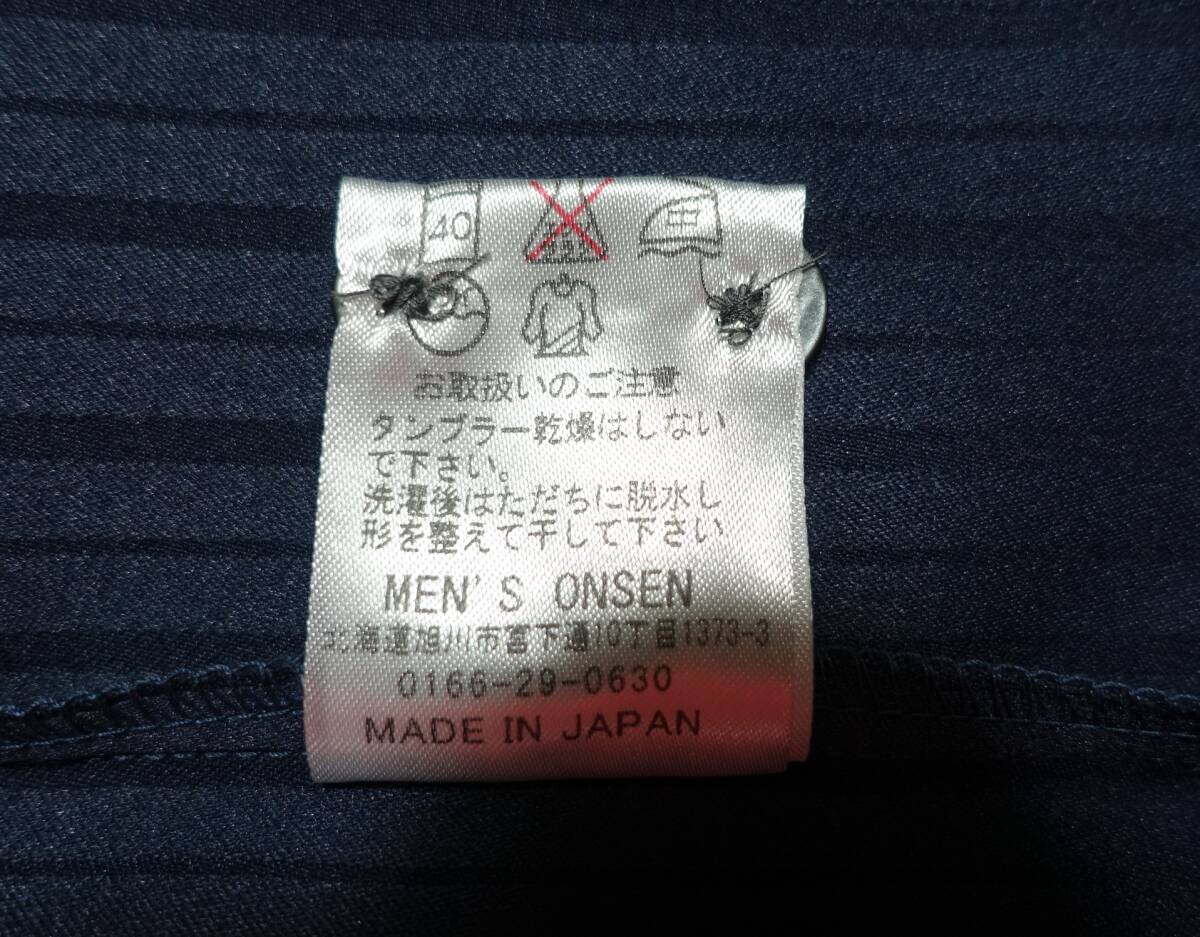 40
中
お取扱いのご注意
タンブラー乾燥はしない
で下さい。
洗濯後はただちに脱水し
形を整えて干して下さい
MEN'S ONSEN
北海道旭川市宮下通10丁目1373-3
0166-29-0630
MADE IN JAPAN